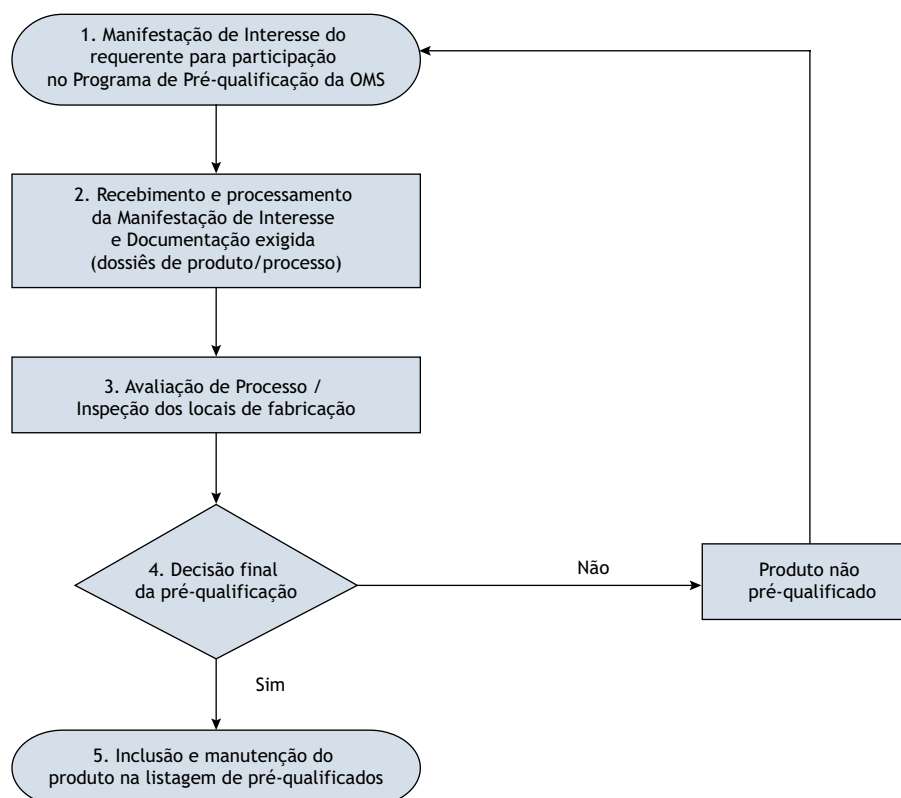 1. Manifestação de Interesse do
requerente para participação
no Programa de Pré-qualificação da OMS
2. Recebimento e processamento
da Manifestação de Interesse
e Documentação exigida
(dossiês de produto/processo)
3. Avaliação de Processo /
Inspeção dos locais de fabricação
4. Decisão final
da pré-qualificação
Não
Produto não
pré-qualificado
Sim
5. Inclusão e manutenção do
produto na listagem de pré-qualificados